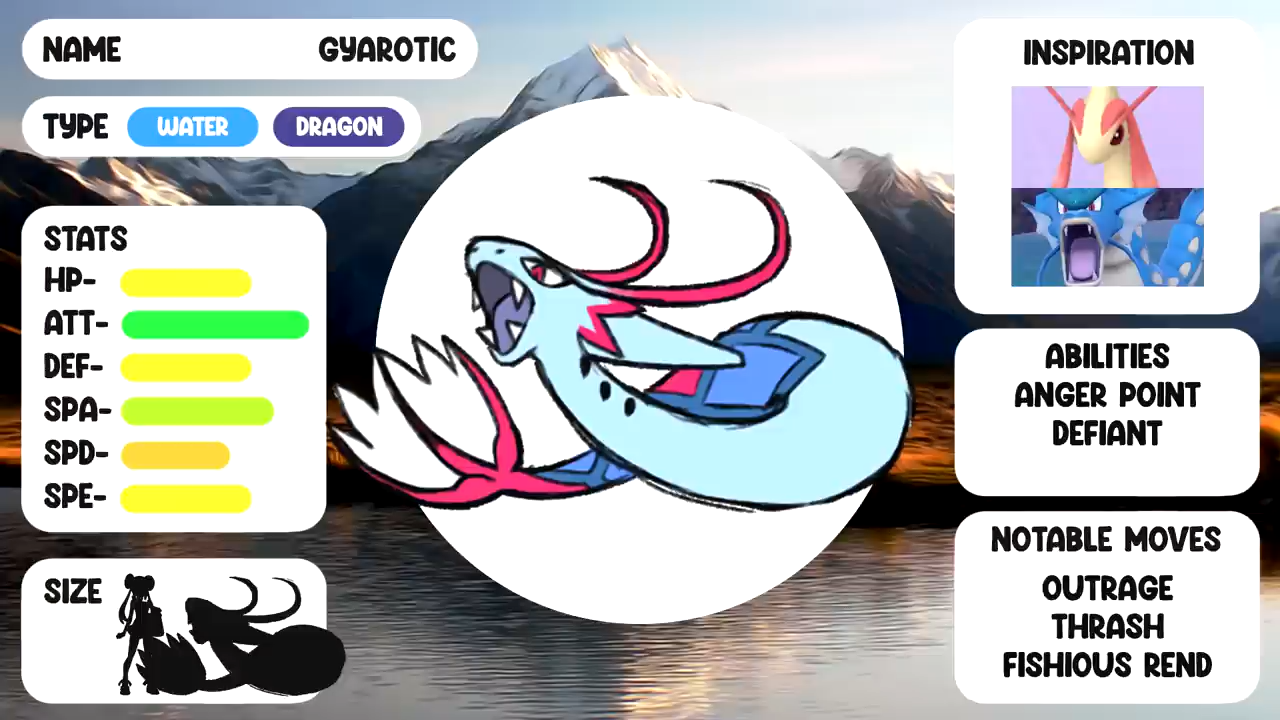 NAME GYAROTIC
TYPE WATER DRAGON
STATS
HP-
ATT-
DEF-
SPA-
SPD-
SPE-
SIZE
INSPIRATION
ABILITIES
ANGER POINT
DEFIANT
NOTABLE MOVES
OUTRAGE
THRASH
FISHIOUS REND